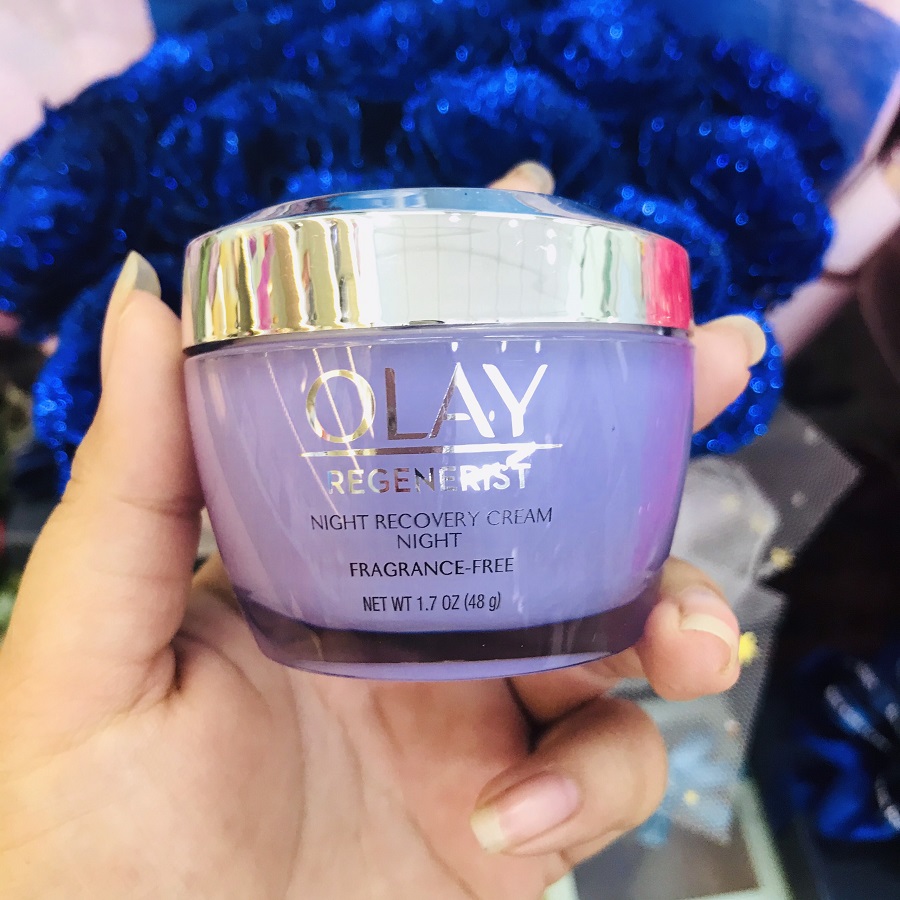 OLAY
REGENERIST
NIGHT RECOVERY CREAM
NIGHT
FRAGRANCE-FREE
NET WT 1.7 OZ (48 g)